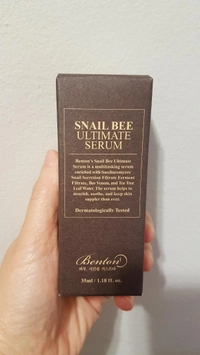 SNAIL BEE
ULTIMATE
SERUM
Benton's Snail Bee Ultimate
Serum is a multitasking serum
enriched with Saccharomyces
Snail Secretion Filtrate Ferment
Filtrate, Bee Venom, and Tea Tree
Leaf Water. The serum helps to
nourish, soothe, and keep skin
suppler than ever.
Dermatologically Tested
Benton
35ml / 1.18 fl. oz.